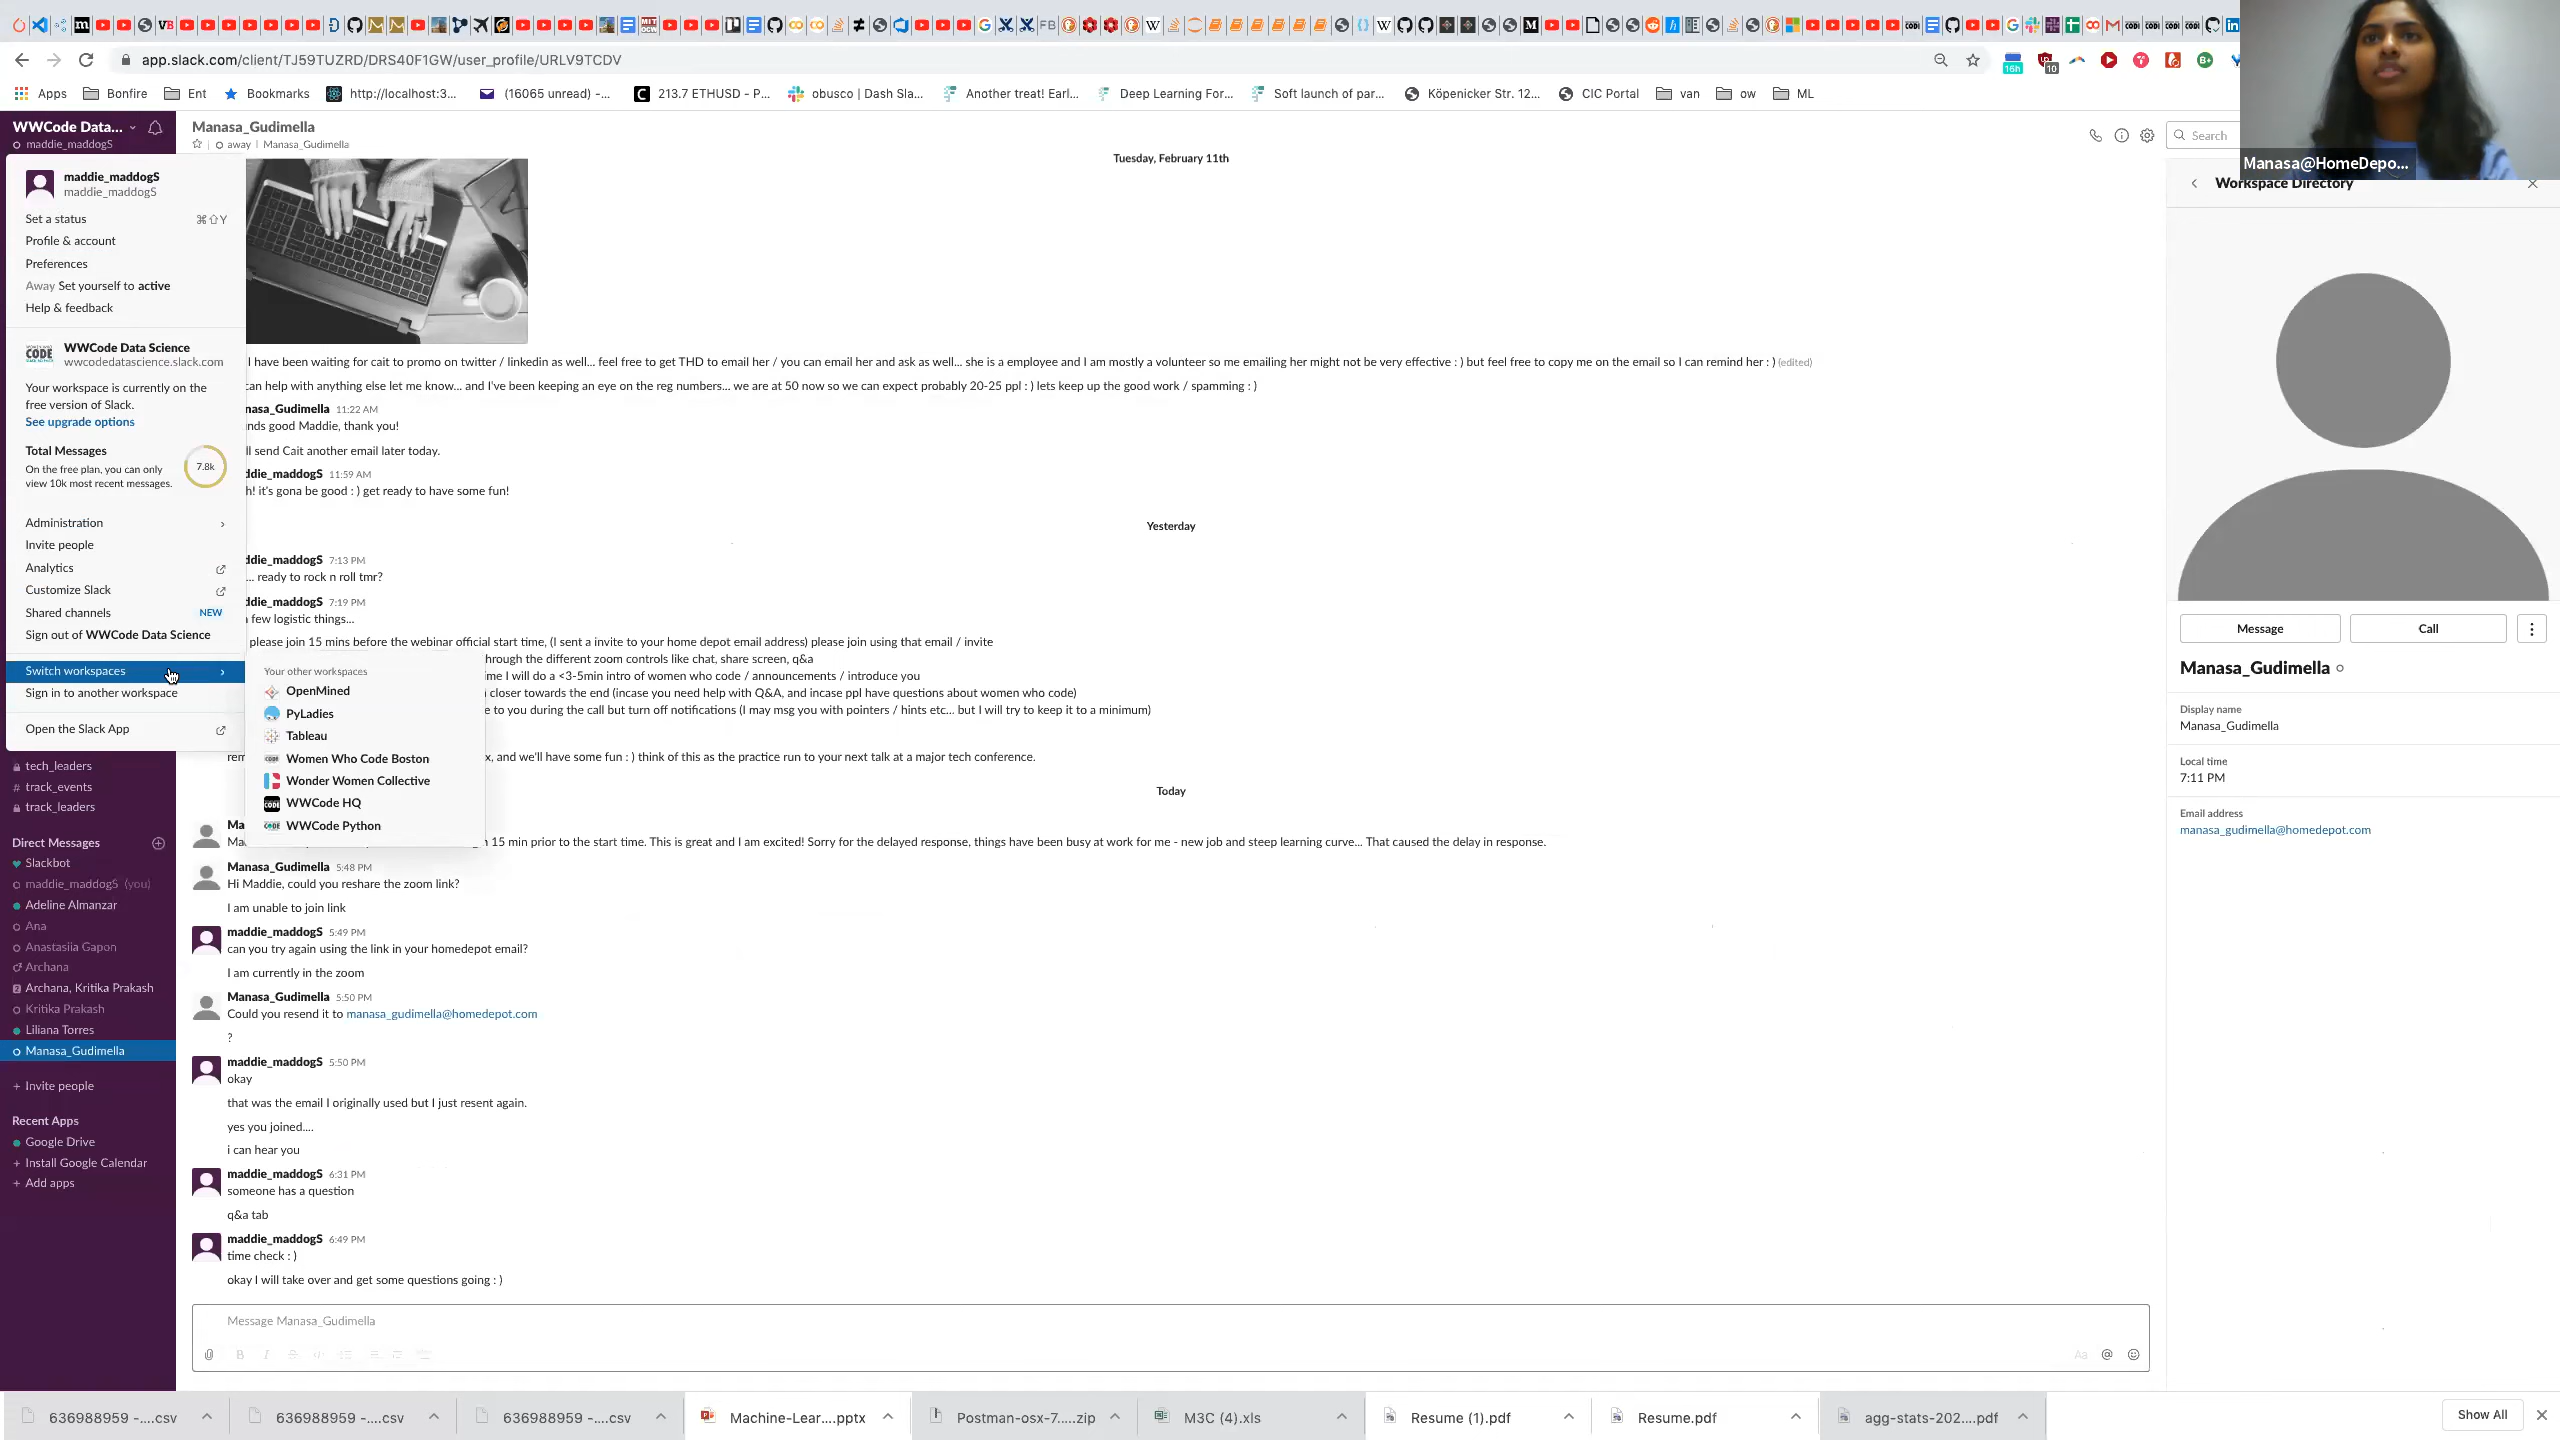 app.slack.com/client/TJ59TUZRD/DRS40F1GW/user_profile/URLV9TCDV
16h
10
B+
Apps
Bonfire
Ent
Bookmarks
http://localhost:3...
(16065 unread) -...
213.7 ETHUSD - P...
obusco | Dash Sla...
Another treat! Earl...
Deep Learning For...
Soft launch of par...
Köpenicker Str. 12...
CIC Portal
van
ow
ML
WWCode Data...
maddie_maddogS
Manasa_Gudimella
away | Manasa_Gudimella
Search
Manasa@HomeDepo...
maddie_maddogS
maddie_maddogS
Set a status ⌘⇧Y
Profile & account
Preferences
Away Set yourself to active
Help & feedback
WWCode Data Science
wwcodedatascience.slack.com
Your workspace is currently on the
free version of Slack.
See upgrade options
Total Messages
On the free plan, you can only
view 10k most recent messages.
7.8k
Administration
Invite people
Analytics
Customize Slack
Shared channels NEW
Sign out of WWCode Data Science
Switch workspaces
Sign in to another workspace
Open the Slack App
Your other workspaces
OpenMined
PyLadies
Tableau
Women Who Code Boston
Wonder Women Collective
WWCode HQ
WWCode Python
tech_leaders
# track_events
track_leaders
Direct Messages
Slackbot
maddie_maddogS (you)
Adeline Almanzar
Ana
Anastasiia Gapon
Archana
2 Archana, Kritika Prakash
Kritika Prakash
Liliana Torres
Manasa_Gudimella
+ Invite people
Recent Apps
Google Drive
+ Install Google Calendar
+ Add apps
Tuesday, February 11th
I have been waiting for cait to promo on twitter / linkedin as well... feel free to get THD to email her / you can email her and ask as well... she is a employee and I am mostly a volunteer so me emailing her might not be very effective : ) but feel free to copy me on the email so I can remind her : ) (edited)
can help with anything else let me know... and I've been keeping an eye on the reg numbers... we are at 50 now so we can expect probably 20-25 ppl : ) lets keep up the good work / spamming : )
nasa_Gudimella 11:22 AM
nds good Maddie, thank you!
ll send Cait another email later today.
ddie_maddogS 11:59 AM
h! it's gona be good : ) get ready to have some fun!
Yesterday
ddie_maddogS 7:13 PM
... ready to rock n roll tmr?
ddie_maddogS 7:19 PM
a few logistic things...
please join 15 mins before the webinar official start time, (I sent a invite to your home depot email address) please join using that email / invite
hrough the different zoom controls like chat, share screen, q&a
me I will do a <3-5min intro of women who code / announcements / introduce you
closer towards the end (incase you need help with Q&A, and incase ppl have questions about women who code)
e to you during the call but turn off notifications (I may msg you with pointers / hints etc... but I will try to keep it to a minimum)
rem x, and we'll have some fun : ) think of this as the practice run to your next talk at a major tech conference.
Today
Ma
Ma n 15 min prior to the start time. This is great and I am excited! Sorry for the delayed response, things have been busy at work for me - new job and steep learning curve... That caused the delay in response.
Manasa_Gudimella 5:48 PM
Hi Maddie, could you reshare the zoom link?
I am unable to join link
maddie_maddogS 5:49 PM
can you try again using the link in your homedepot email?
I am currently in the zoom
Manasa_Gudimella 5:50 PM
Could you resend it to manasa_gudimella@homedepot.com
?
maddie_maddogS 5:50 PM
okay
that was the email I originally used but I just resent again.
yes you joined....
i can hear you
maddie_maddogS 6:31 PM
someone has a question
q&a tab
maddie_maddogS 6:49 PM
time check : )
okay I will take over and get some questions going : )
Message Manasa_Gudimella
Workspace Directory
Message
Call
Manasa_Gudimella
Display name
Manasa_Gudimella
Local time
7:11 PM
Email address
manasa_gudimella@homedepot.com
636988959 -....csv
636988959 -....csv
636988959 -....csv
Machine-Lear....pptx
Postman-osx-7.....zip
M3C (4).xls
Resume (1).pdf
Resume.pdf
agg-stats-202....pdf
Show All